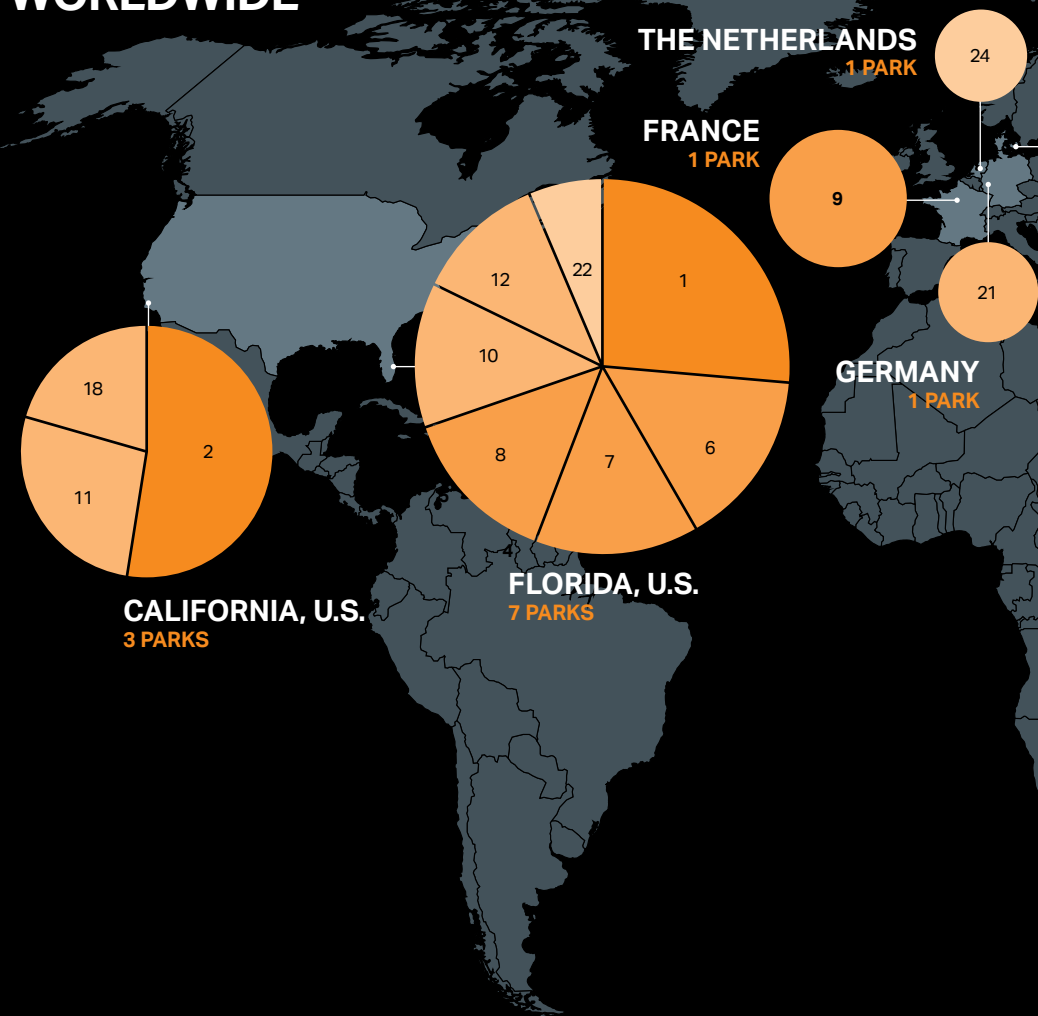 WORLDWIDE
THE NETHERLANDS
1 PARK
24
FRANCE
1 PARK
9
21
GERMANY
1 PARK
22
12
1
10
8
7
6
18
2
11
4
FLORIDA, U.S.
7 PARKS
CALIFORNIA, U.S.
3 PARKS